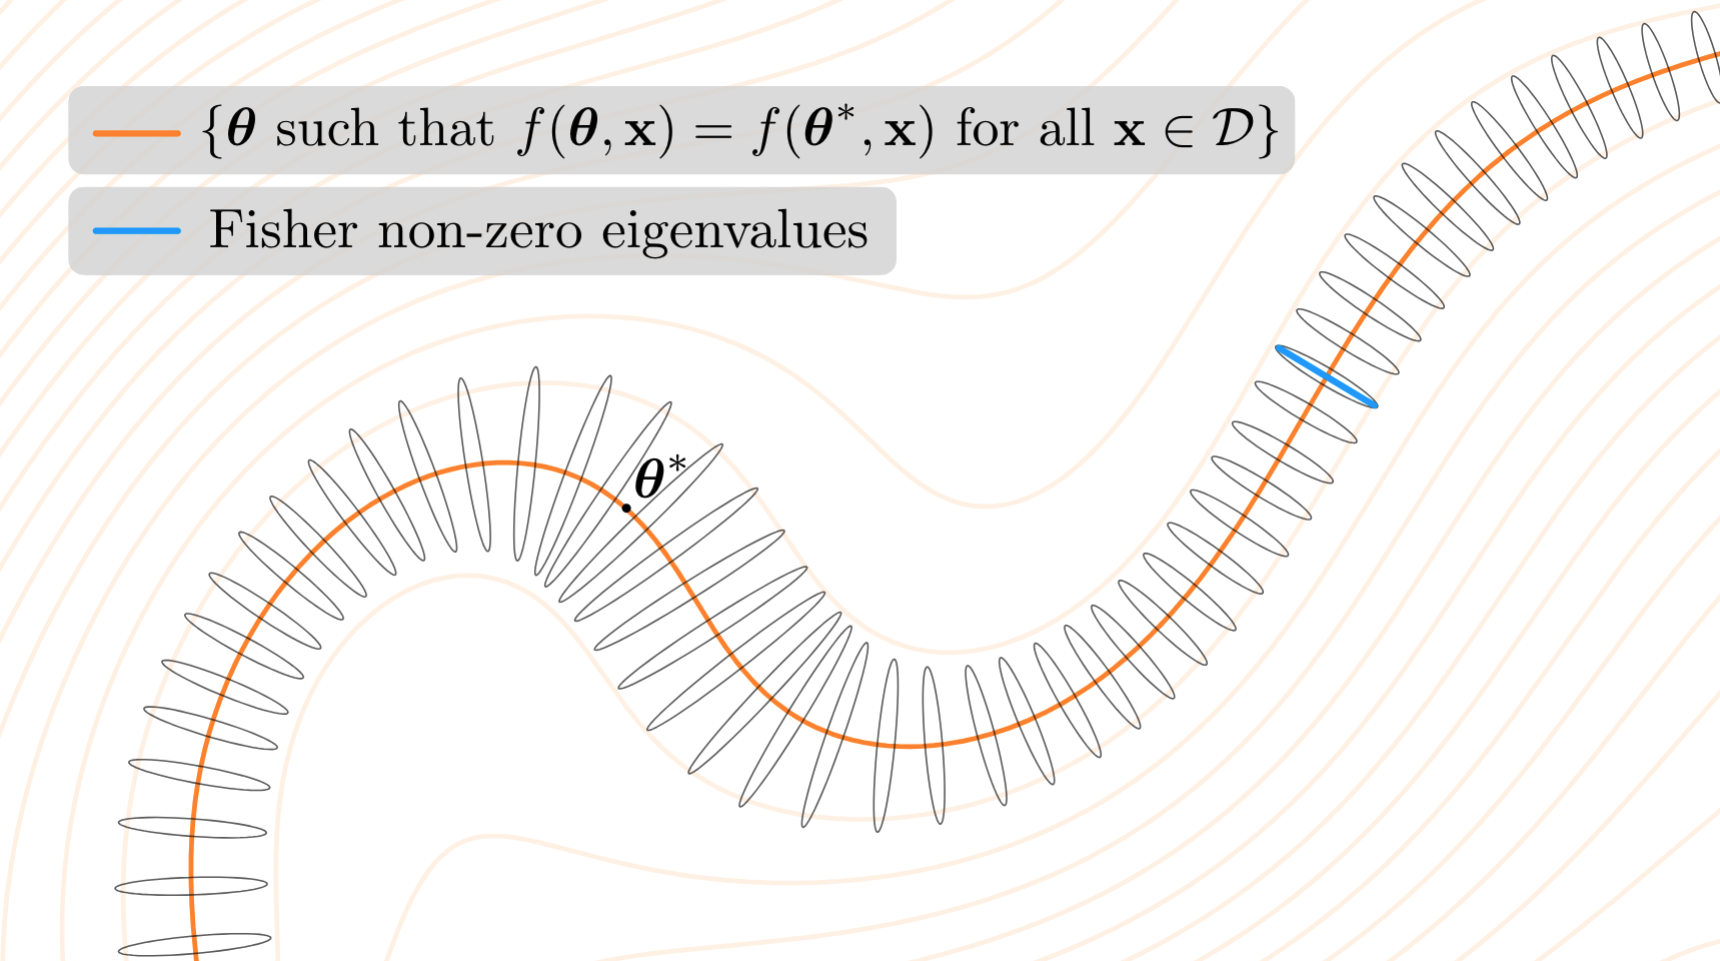 {θ such that f(θ, x) = f(θ*, x) for all x ∈ 𝒟}
Fisher non-zero eigenvalues
θ*